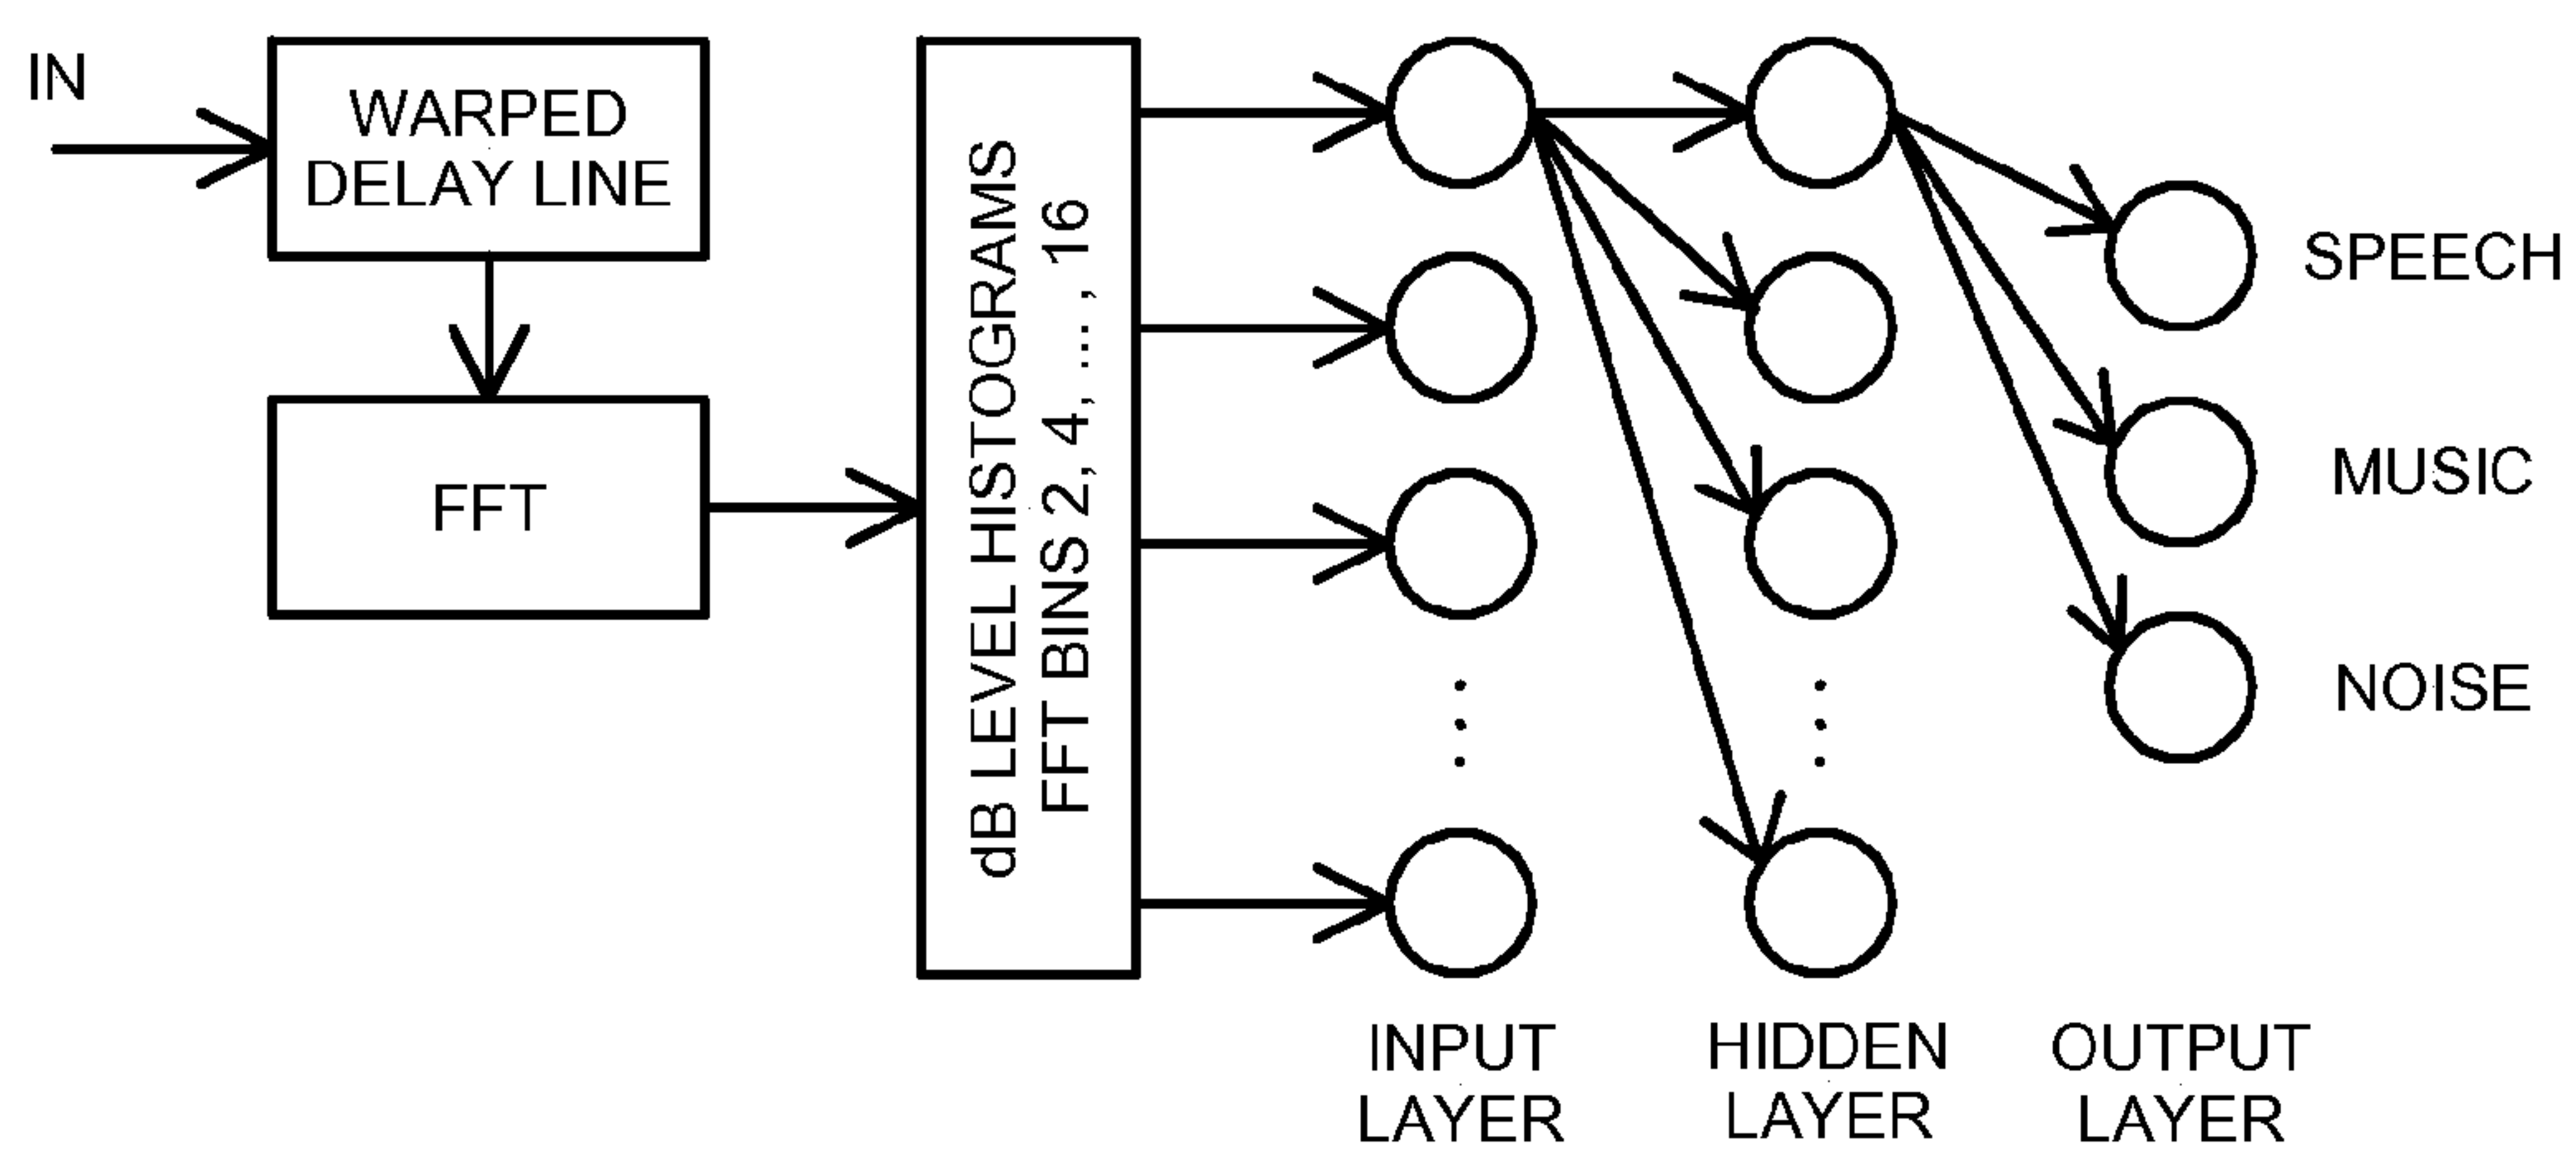 IN
WARPED
DELAY LINE
FFT
dB LEVEL HISTOGRAMS
FFT BINS 2, 4, ... , 16
SPEECH
MUSIC
NOISE
INPUT
LAYER
HIDDEN
LAYER
OUTPUT
LAYER